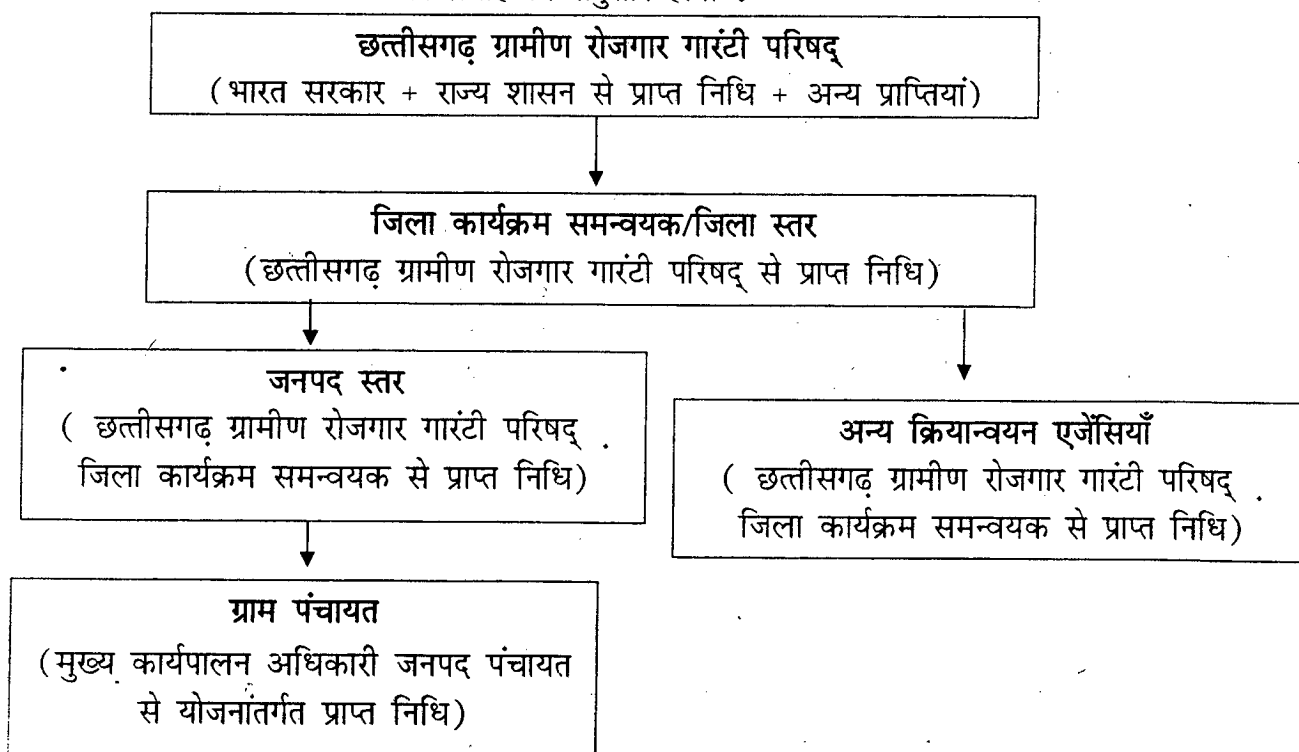 छत्तीसगढ़ ग्रामीण रोजगार गारंटी परिषद्
(भारत सरकार + राज्य शासन से प्राप्त निधि + अन्य प्राप्तियां)
जिला कार्यक्रम समन्वयक/जिला स्तर
(छत्तीसगढ़ ग्रामीण रोजगार गारंटी परिषद् से प्राप्त निधि)
जनपद स्तर
( छत्तीसगढ़ ग्रामीण रोजगार गारंटी परिषद्
जिला कार्यक्रम समन्वयक से प्राप्त निधि)
अन्य क्रियान्वयन एजेंसियाँ
( छत्तीसगढ़ ग्रामीण रोजगार गारंटी परिषद्
जिला कार्यक्रम समन्वयक से प्राप्त निधि)
ग्राम पंचायत
(मुख्य कार्यपालन अधिकारी जनपद पंचायत
से योजनांतर्गत प्राप्त निधि)